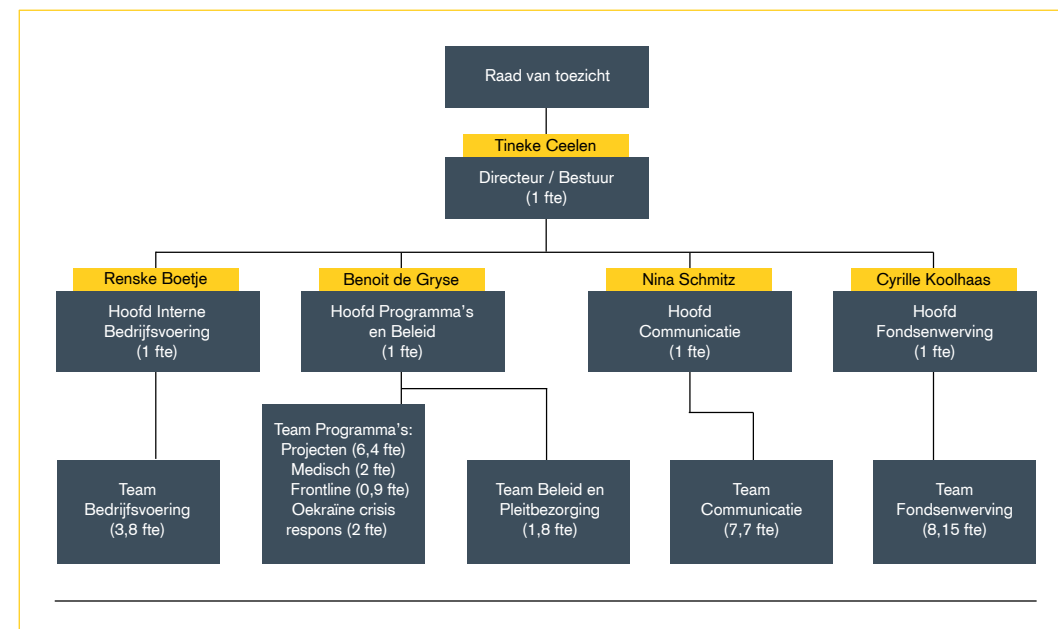 Raad van toezicht
Tineke Ceelen
Directeur / Bestuur
(1 fte)
Renske Boetje
Hoofd Interne
Bedrijfsvoering
(1 fte)
Benoit de Gryse
Hoofd Programma's
en Beleid
(1 fte)
Nina Schmitz
Hoofd
Communicatie
(1 fte)
Cyrille Koolhaas
Hoofd
Fondsenwerving
(1 fte)
Team
Bedrijfsvoering
(3,8 fte)
Team Programma's:
Projecten (6,4 fte)
Medisch (2 fte)
Frontline (0,9 fte)
Oekraïne crisis
respons (2 fte)
Team Beleid en
Pleitbezorging
(1,8 fte)
Team
Communicatie
(7,7 fte)
Team
Fondsenwerving
(8,15 fte)